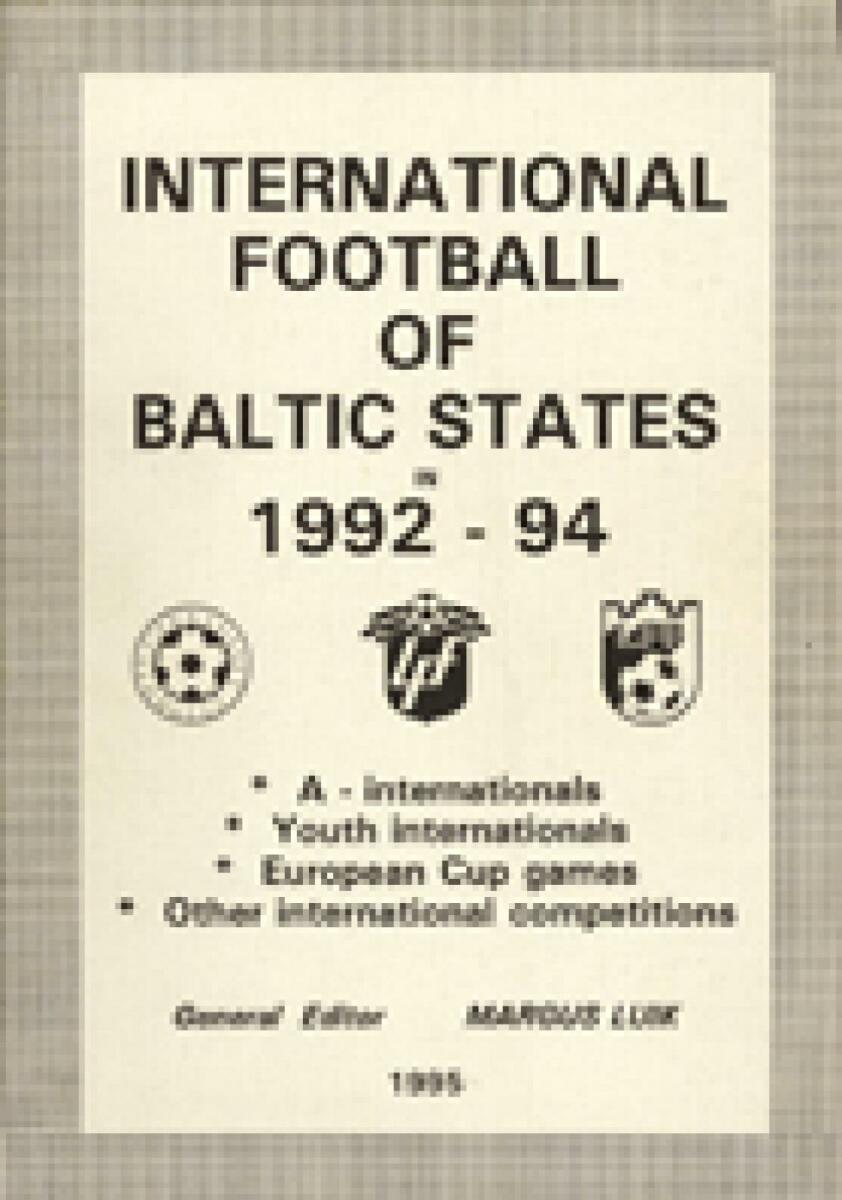 INTERNATIONAL
FOOTBALL
OF
BALTIC STATES
IN
1992 - 94
* A - internationals
* Youth internationals
* European Cup games
* Other international competitions
General Editor MARGUS LUIK
1995